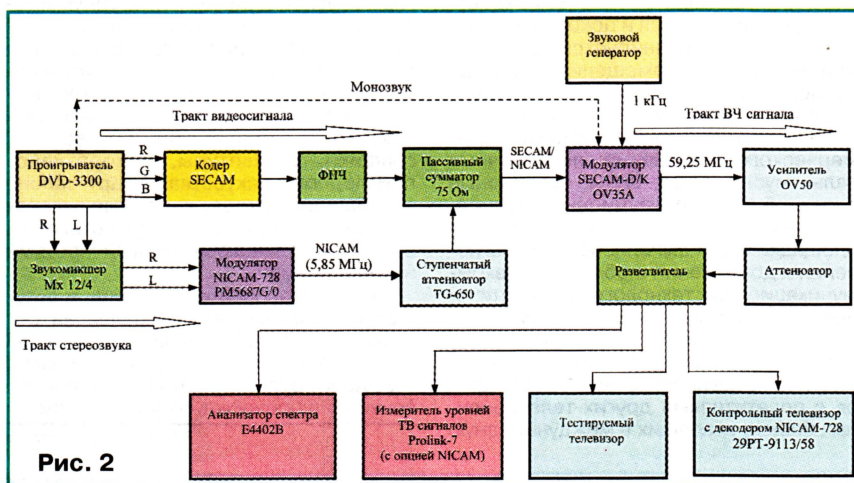 Звуковой
генератор
Монозвук
1 кГц
Тракт видеосигнала
Тракт ВЧ сигнала
Проигрыватель
DVD-3300
R
G
B
Кодер
SECAM
ФНЧ
Пассивный
сумматор
75 Ом
SECAM/
NICAM
Модулятор
SECAM-D/K
OV35A
59,25 МГц
Усилитель
OV50
R
L
Звукомикшер
Mx 12/4
R
L
Модулятор
NICAM-728
PM5687G/0
NICAM
(5,85 МГц)
Ступенчатый
аттенюатор
TG-650
Разветвитель
Аттенюатор
Тракт стереозвука
Анализатор спектра
E4402B
Измеритель уровней
ТВ сигналов
Prolink-7
(с опцией NICAM)
Тстируемый
телевизор
Контрольный телевизор
с декодером NICAM-728
29PT-9113/58
Рис. 2